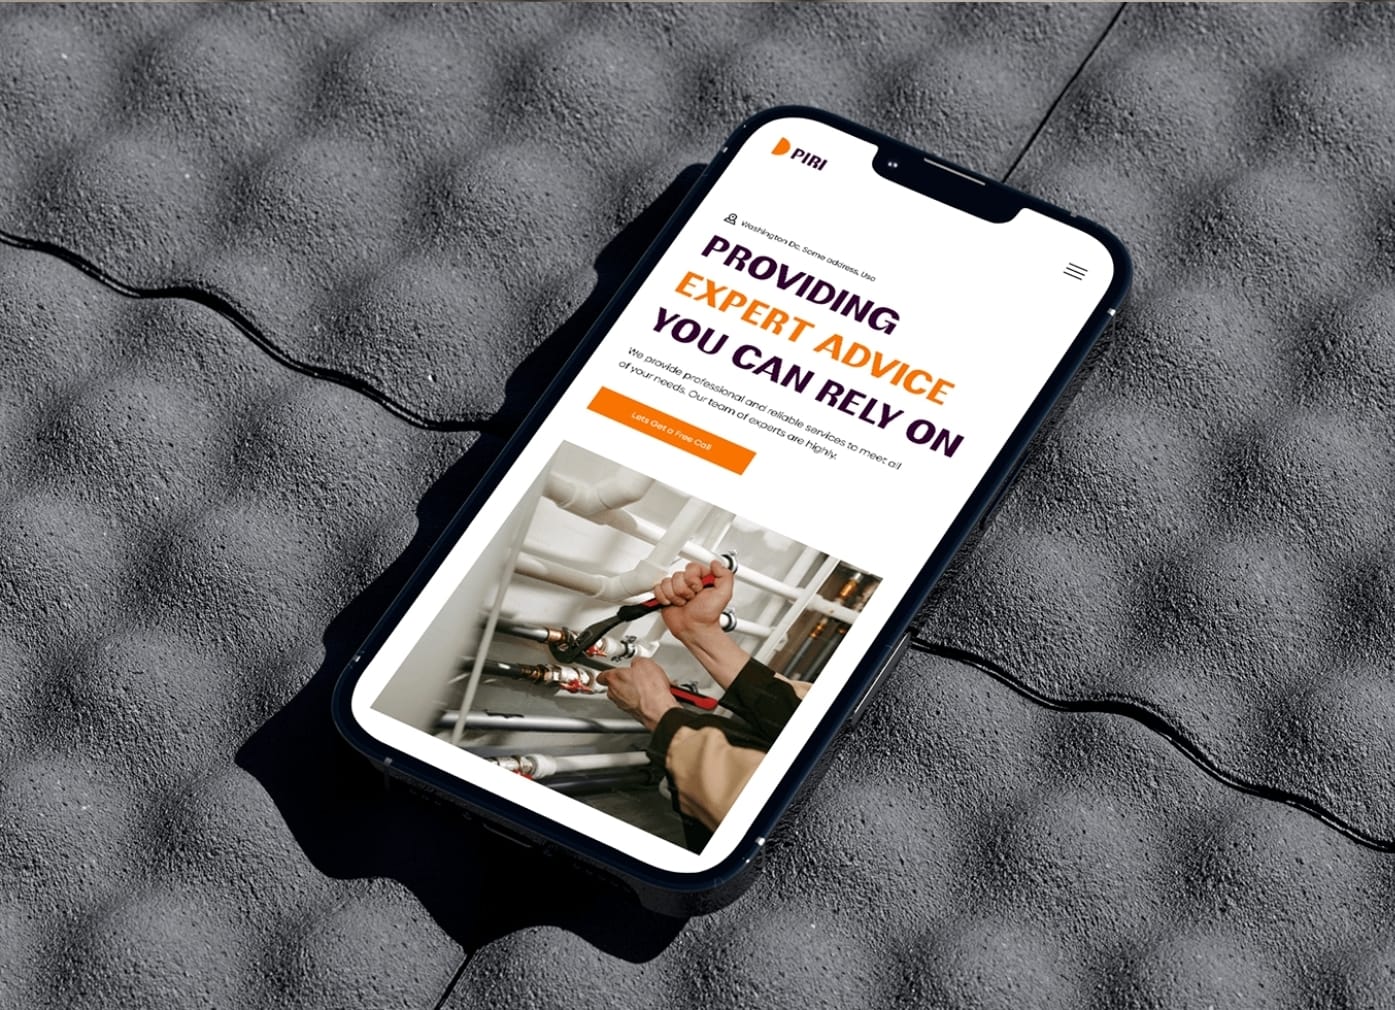 PIRI
Washington Dc, Some address, Usa
PROVIDING
EXPERT ADVICE
YOU CAN RELY ON
We provide professional and reliable services to meet all
of your needs. Our team of experts are highly.
Lets Get a Free Call